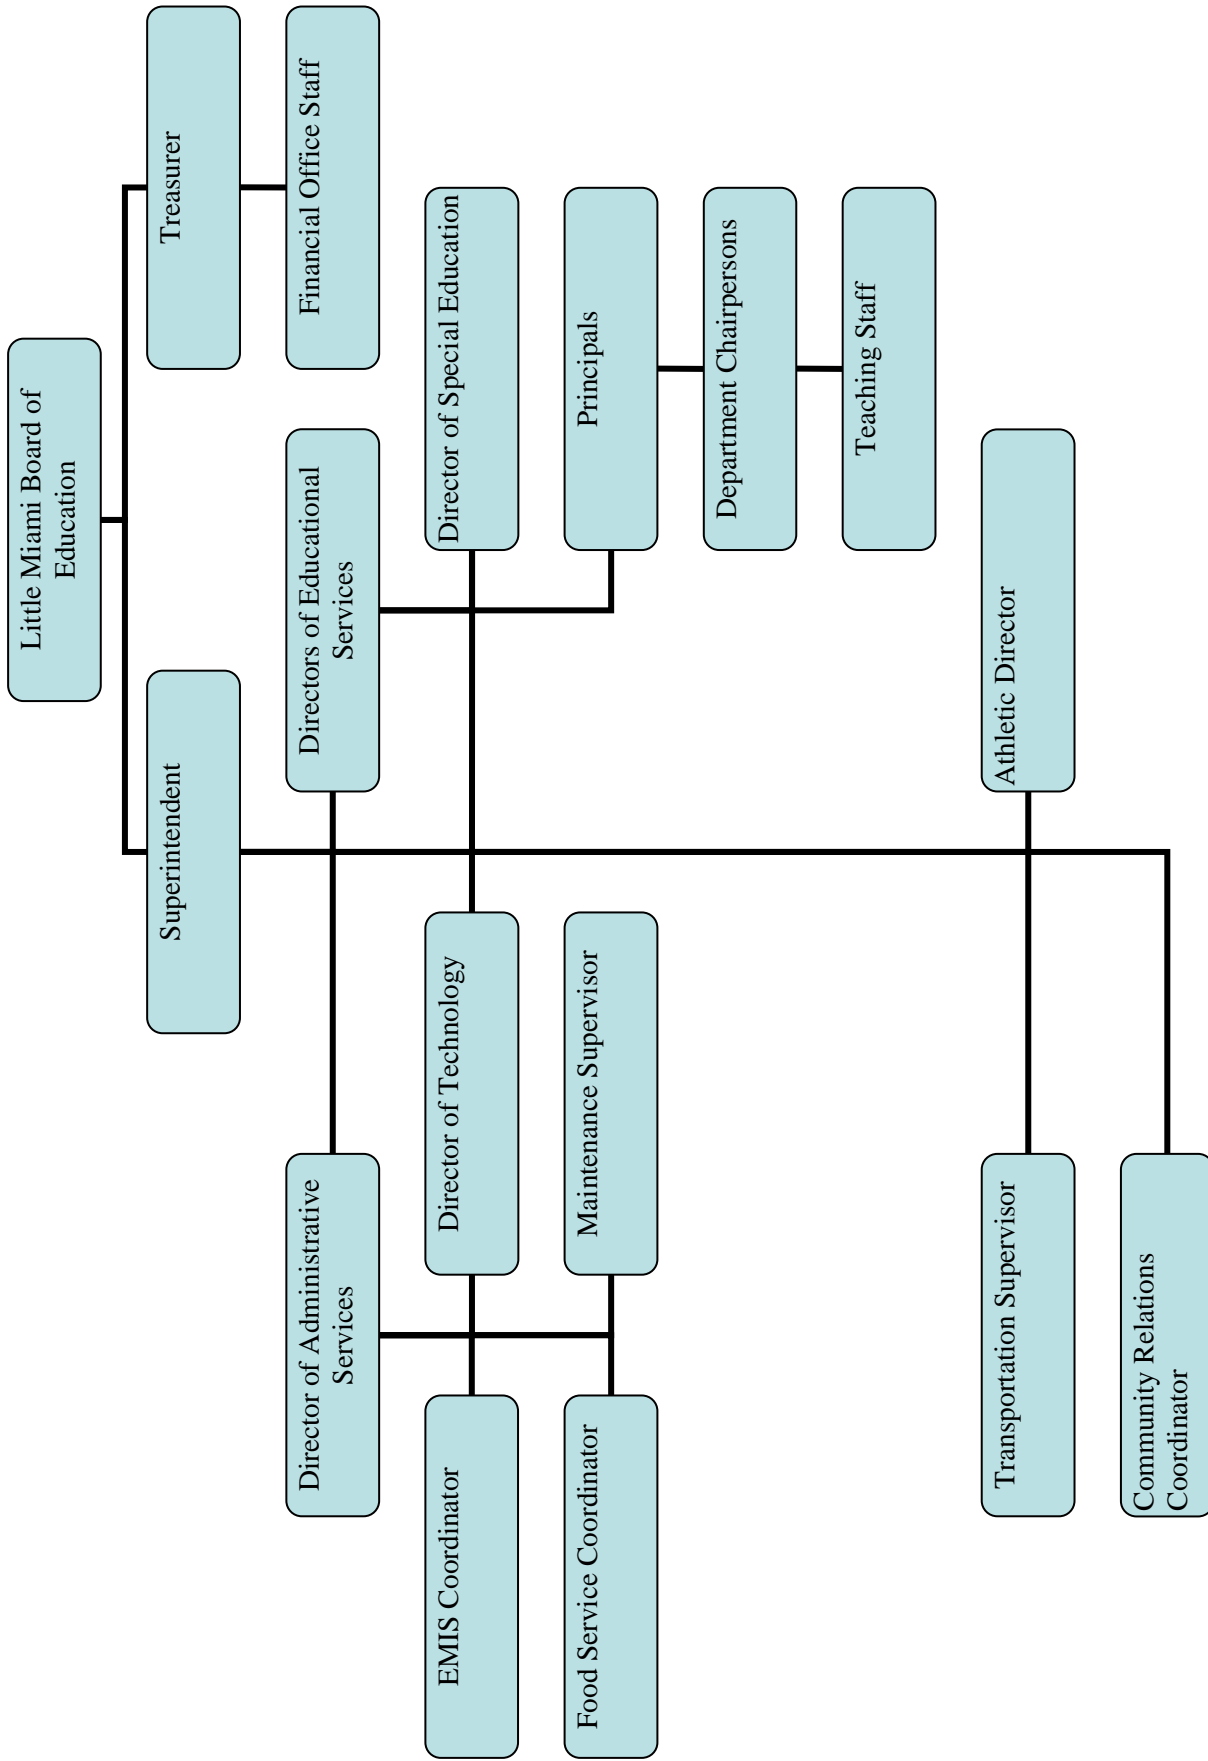 Little Miami Board of
Education
Superintendent
Treasurer
Director of Administrative
Services
Directors of Educational
Services
Financial Office Staff
EMIS Coordinator
Director of Technology
Director of Special Education
Food Service Coordinator
Maintenance Supervisor
Principals
Department Chairpersons
Teaching Staff
Transportation Supervisor
Athletic Director
Community Relations
Coordinator